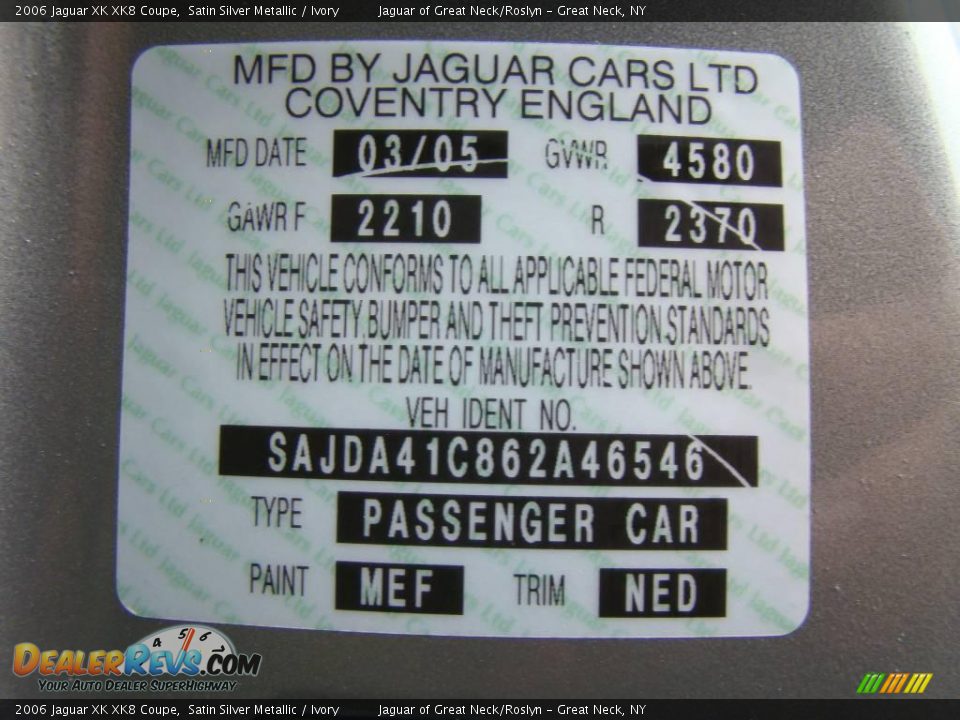 2006 Jaguar XK XK8 Coupe, Satin Silver Metallic / Ivory Jaguar of Great Neck/Roslyn - Great Neck, NY
MFD BY JAGUAR CARS LTD
COVENTRY ENGLAND
MFD DATE 03/05 GVWR 4580
GAWR F 2210 R 2370
THIS VEHICLE CONFORMS TO ALL APPLICABLE FEDERAL MOTOR
VEHICLE SAFETY.BUMPER AND THEFT PREVENTION.STANDARDS
IN EFFECT ON THE DATE OF MANUFACTURE SHOWN ABOVE.
VEH IDENT NO.
SAJDA41C862A46546
TYPE PASSENGER CAR
PAINT MEF TRIM NED
4 5 6
DealerRevs.com
Your Auto Dealer SuperHighway
2006 Jaguar XK XK8 Coupe, Satin Silver Metallic / Ivory Jaguar of Great Neck/Roslyn - Great Neck, NY